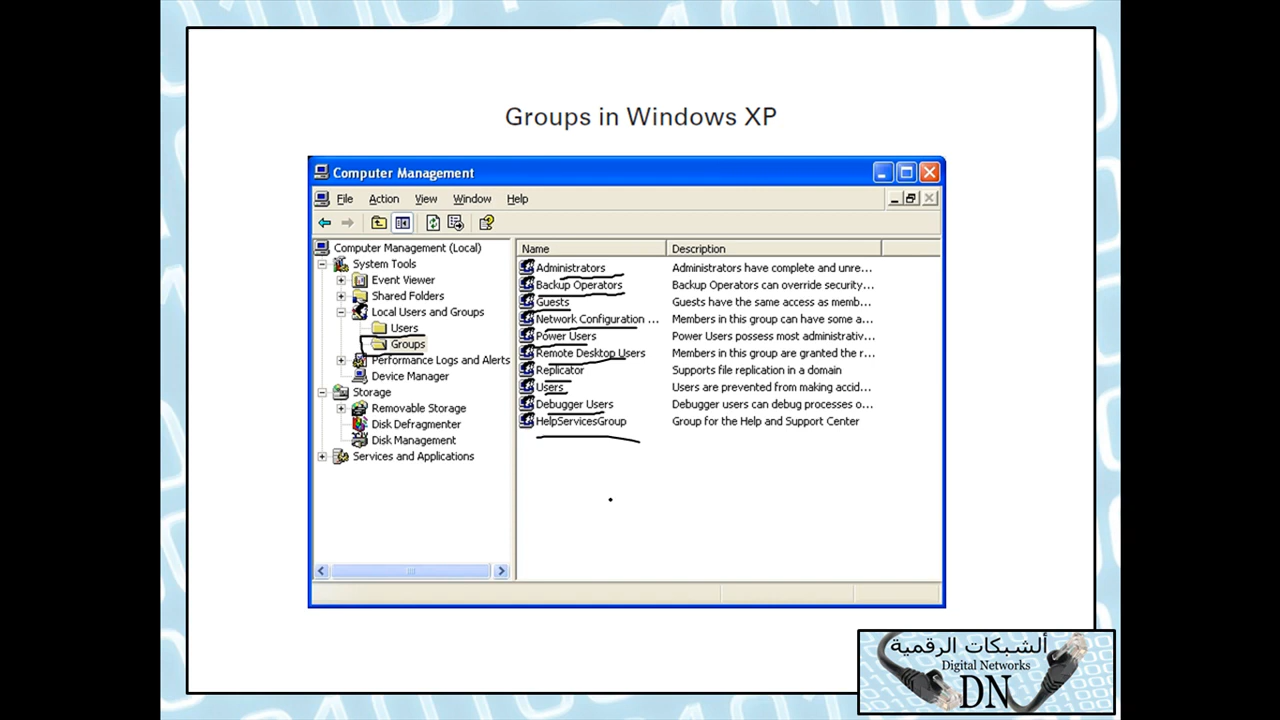 Groups in Windows XP
Computer Management
File Action View Window Help
Computer Management (Local)
System Tools
Event Viewer
Shared Folders
Local Users and Groups
Users
Groups
Performance Logs and Alerts
Device Manager
Storage
Removable Storage
Disk Defragmenter
Disk Management
Services and Applications
Name Description
Administrators Administrators have complete and unre...
Backup Operators Backup Operators can override security...
Guests Guests have the same access as memb...
Network Configuration ... Members in this group can have some a...
Power Users Power Users possess most administrativ...
Remote Desktop Users Members in this group are granted the r...
Replicator Supports file replication in a domain
Users Users are prevented from making accid...
Debugger Users Debugger users can debug processes o...
HelpServicesGroup Group for the Help and Support Center
ألشبكات الرقمية
Digital Networks
DN